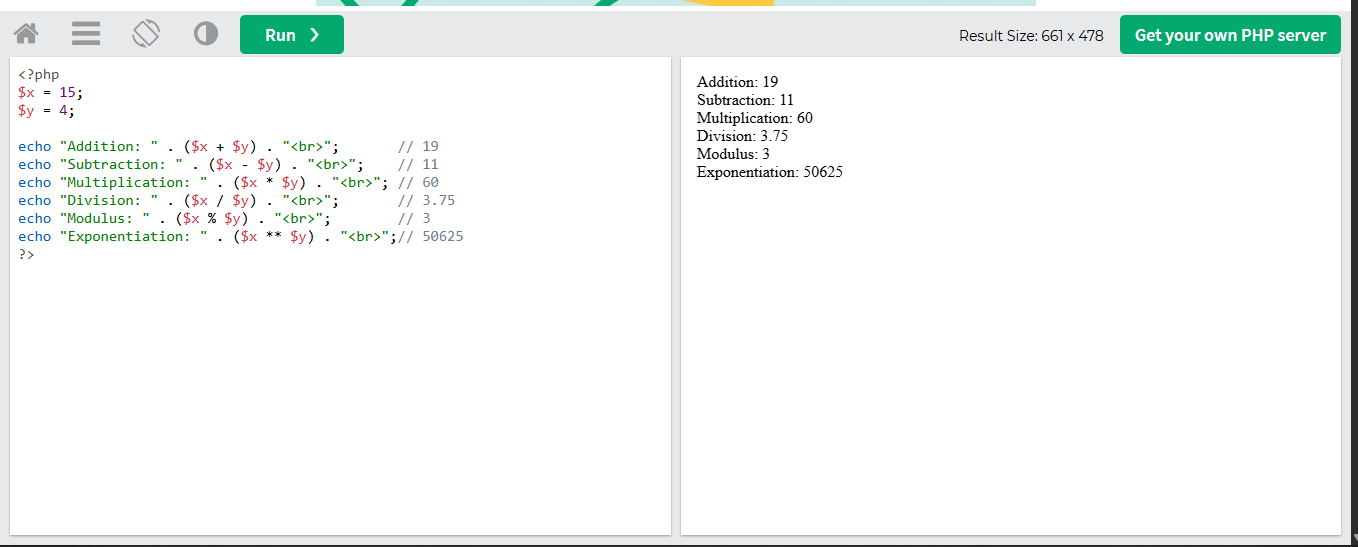 Run ❯
Result Size: 661 x 478
Get your own PHP server
<?php
$x = 15;
$y = 4;
echo "Addition: " . ($x + $y) . "<br>";       // 19
echo "Subtraction: " . ($x - $y) . "<br>";    // 11
echo "Multiplication: " . ($x * $y) . "<br>"; // 60
echo "Division: " . ($x / $y) . "<br>";       // 3.75
echo "Modulus: " . ($x % $y) . "<br>";        // 3
echo "Exponentiation: " . ($x ** $y) . "<br>";// 50625
?>
Addition: 19
Subtraction: 11
Multiplication: 60
Division: 3.75
Modulus: 3
Exponentiation: 50625